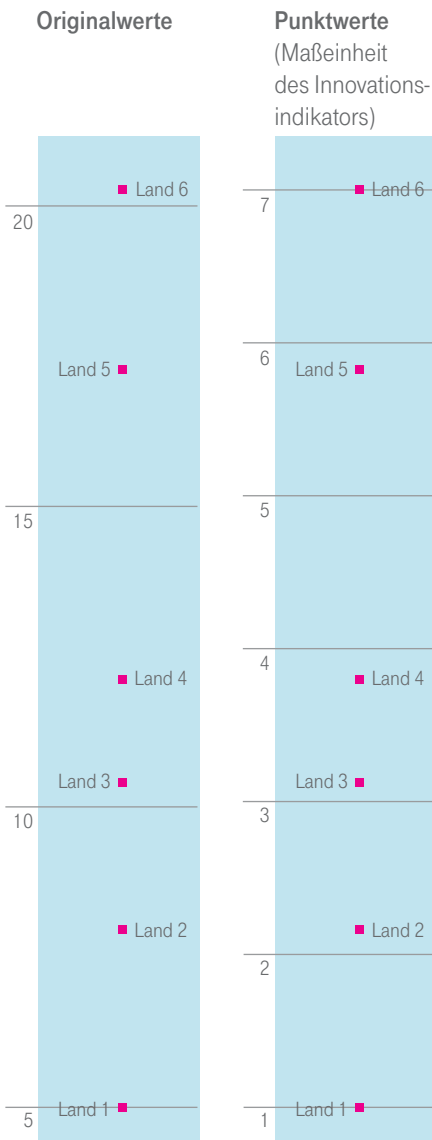 Originalwerte
Land 6
20
Land 5
15
Land 4
Land 3
10
Land 2
Land 1
5
Punktwerte
(Maßeinheit
des Innovations-
indikators)
Land 6
7
6
Land 5
5
4
Land 4
Land 3
3
Land 2
2
Land 1
1